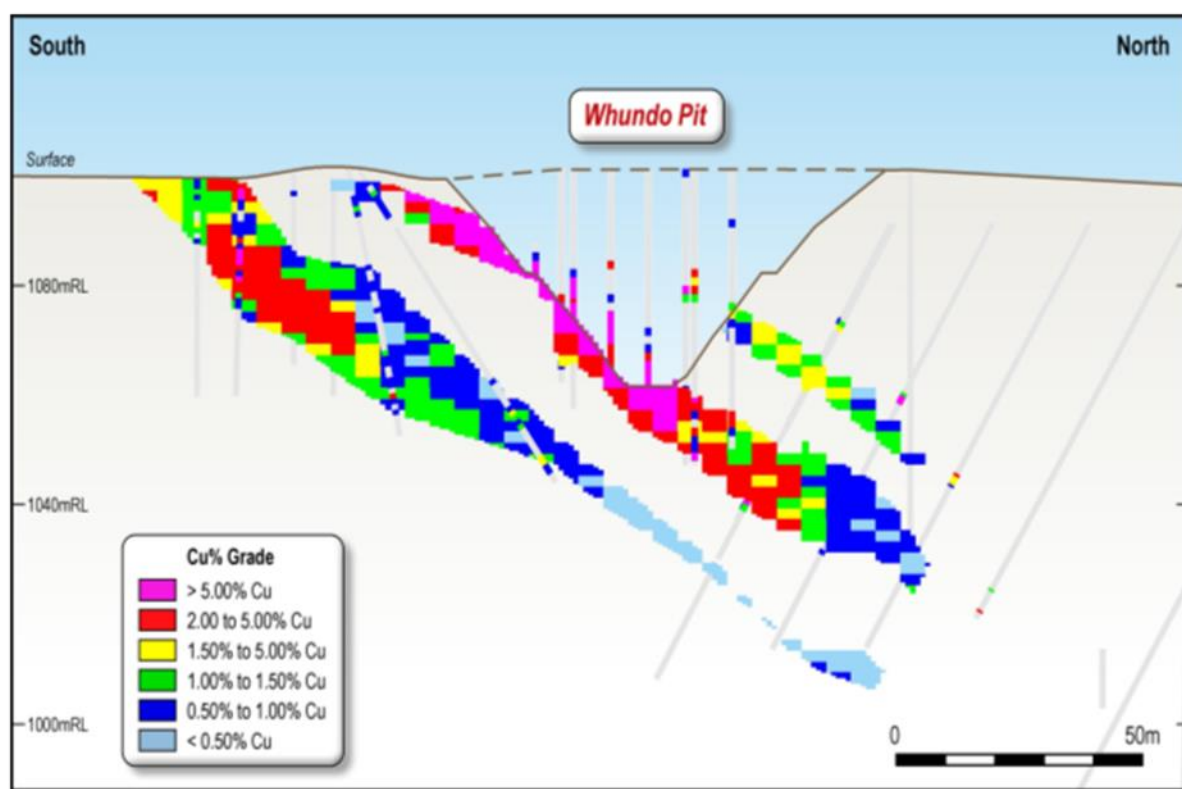 South
North
Whundo Pit
Surface
1080mRL
1040mRL
1000mRL
Cu% Grade
> 5.00% Cu
2.00 to 5.00% Cu
1.50% to 5.00% Cu
1.00% to 1.50% Cu
0.50% to 1.00% Cu
< 0.50% Cu
0
50m